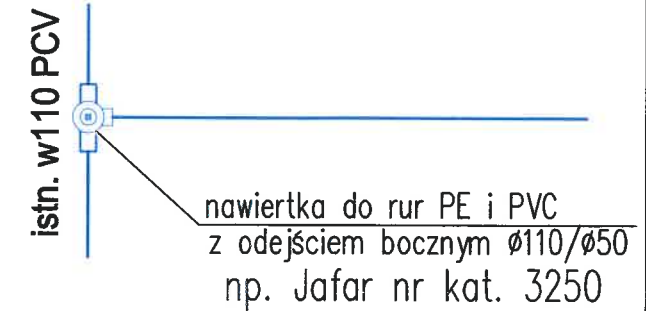 istn. w110 PCV
nawiertka do rur PE i PVC
z odejściem bocznym ø110/ø50
np. Jafar nr kat. 3250